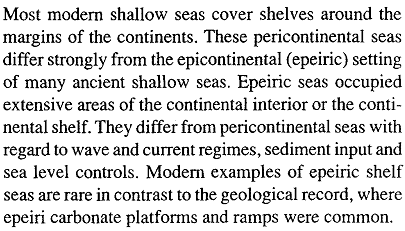 Most modern shallow seas cover shelves around the
margins of the continents. These pericontinental seas
differ strongly from the epicontinental (epeiric) setting
of many ancient shallow seas. Epeiric seas occupied
extensive areas of the continental interior or the conti-
nental shelf. They differ from pericontinental seas with
regard to wave and current regimes, sediment input and
sea level controls. Modern examples of epeiric shelf
seas are rare in contrast to the geological record, where
epeiri carbonate platforms and ramps were common.